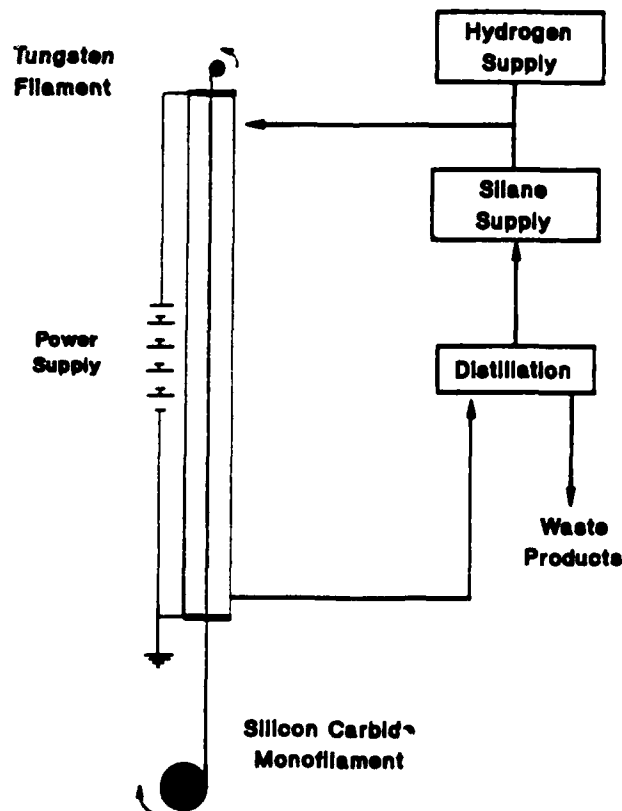 Tungsten
Filament
Hydrogen
Supply
Silane
Supply
Power
Supply
Distillation
Waste
Products
Silicon Carbide
Monofilament